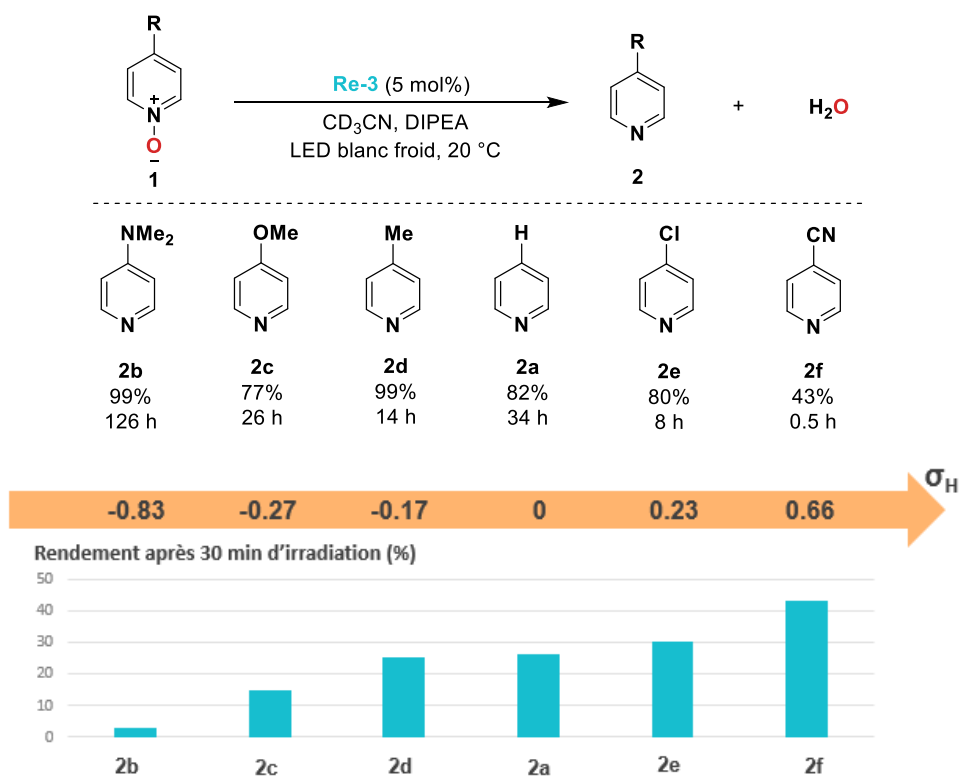 R
N
+
O
–
1
Re-3 (5 mol%)
CD₃CN, DIPEA
LED blanc froid, 20 °C
R
N
2
+
H₂O
NMe₂ OMe Me H Cl CN
N N N N N N
2b 2c 2d 2a 2e 2f
99% 77% 99% 82% 80% 43%
126 h 26 h 14 h 34 h 8 h 0.5 h
σH
-0.83 -0.27 -0.17 0 0.23 0.66
Rendement après 30 min d'irradiation (%)
50
40
30
20
10
0
2b 2c 2d 2a 2e 2f